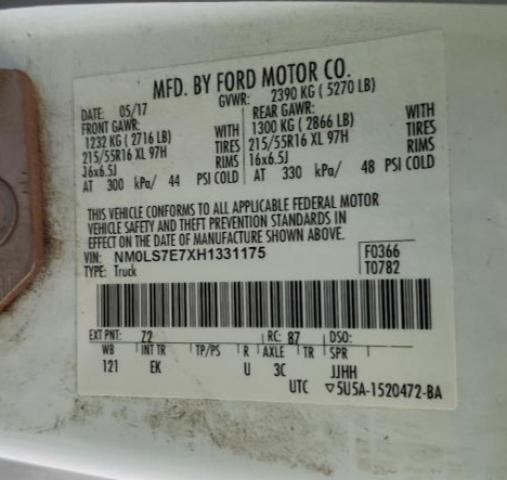 MFD. BY FORD MOTOR CO.
DATE: 05/17 GVWR: 2390 KG ( 5270 LB)
FRONT GAWR: REAR GAWR:
1232 KG ( 2716 LB) WITH 1300 KG ( 2866 LB) WITH
215/55R16 XL 97H TIRES 215/55R16 XL 97H TIRES
16x6.5J RIMS 16x6.5J RIMS
AT 300 kPa/ 44 PSI COLD AT 330 kPa/ 48 PSI COLD
THIS VEHICLE CONFORMS TO ALL APPLICABLE FEDERAL MOTOR
VEHICLE SAFETY AND THEFT PREVENTION STANDARDS IN
EFFECT ON THE DATE OF MANUFACTURE SHOWN ABOVE.
VIN: NM0LS7E7XH1331175 F0366
TYPE: Truck T0782
EXT PNT: Z2 RC: 87 DSO:
WB INT TR TP/PS R AXLE TR SPR
121 EK U 3C JJHH
UTC ▽5U5A-1520472-BA